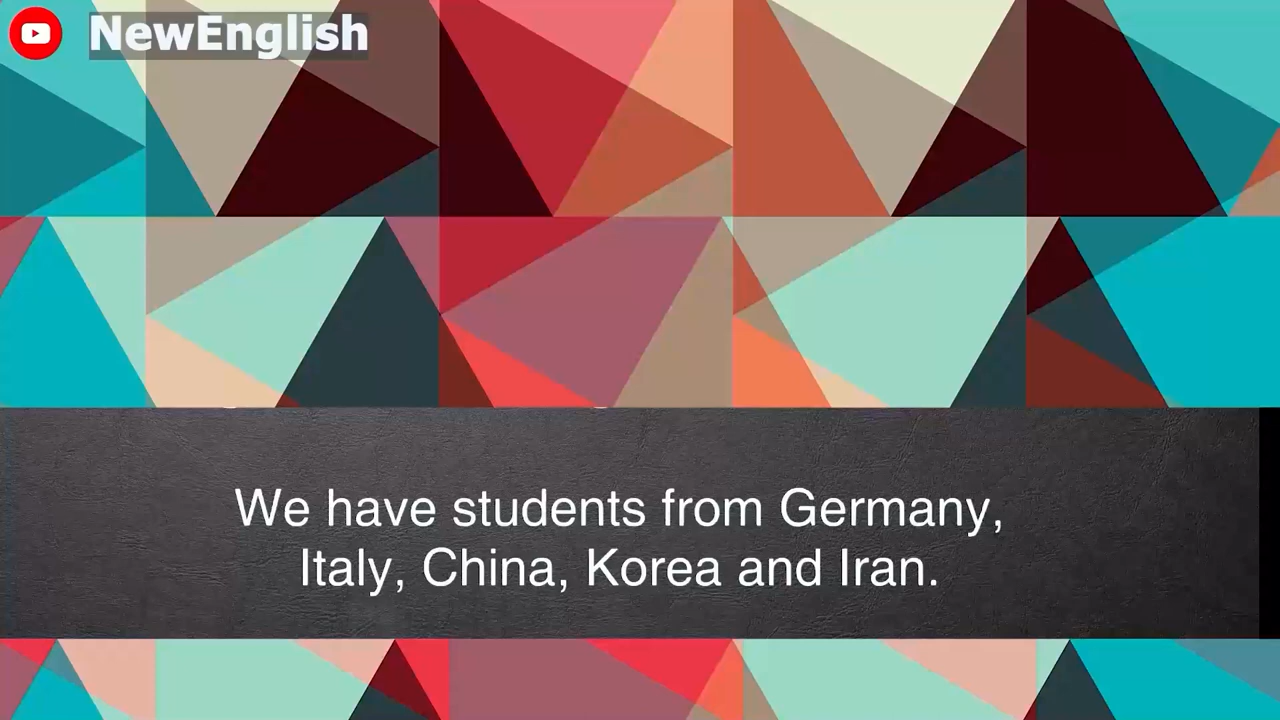 NewEnglish
We have students from Germany,
Italy, China, Korea and Iran.